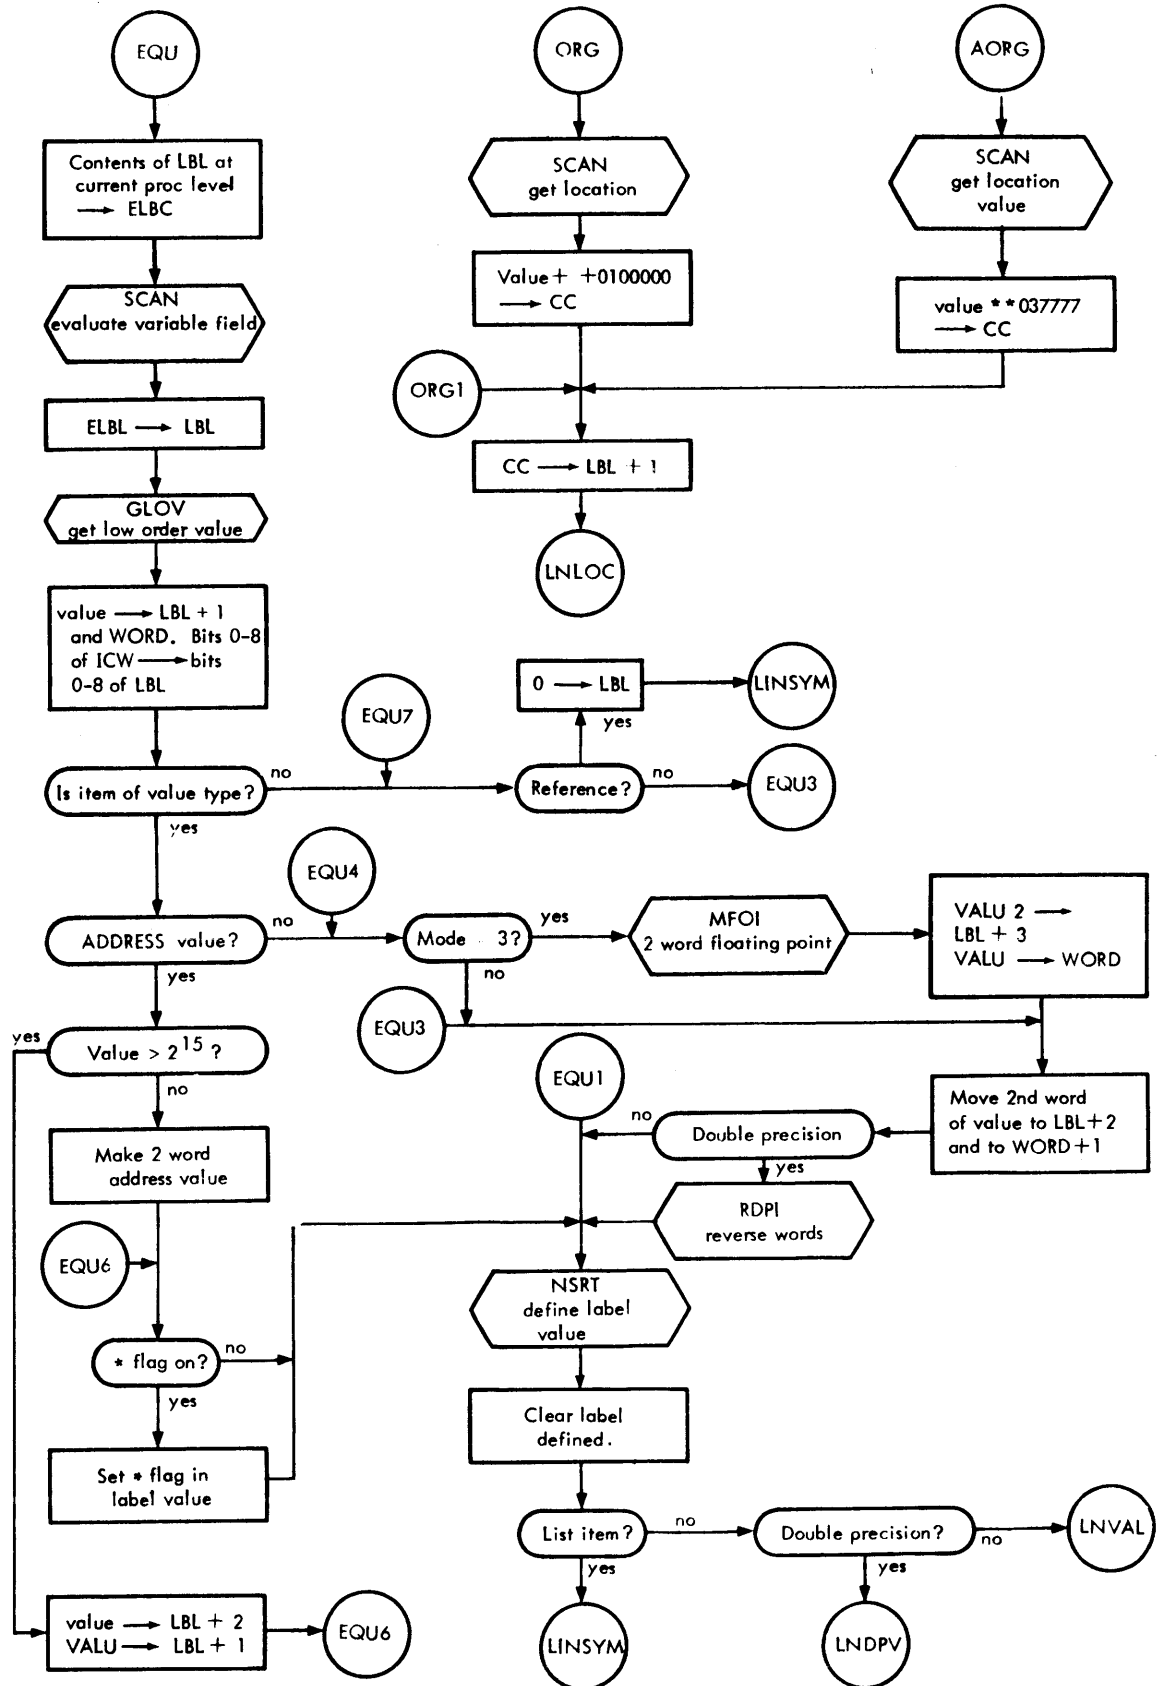 EQU
ORG
AORG
Contents of LBL at
current proc level
→ ELBC
SCAN
get location
SCAN
get location
value
SCAN
evaluate variable field
Value + +0100000
→ CC
value **037777
→ CC
ORG1
ELBL → LBL
CC → LBL + 1
GLOV
get low order value
LNLOC
value → LBL + 1
and WORD. Bits 0-8
of ICW → bits
0-8 of LBL
0 → LBL
LINSYM
yes
EQU7
Is item of value type?
no
Reference?
no
EQU3
yes
EQU4
ADDRESS value?
no
Mode 3?
yes
MFOI
2 word floating point
VALU 2 →
LBL + 3
VALU → WORD
yes
no
EQU3
yes
Value > 2 15 ?
no
EQU1
Move 2nd word
of value to LBL+2
and to WORD+1
no
Double precision
yes
Make 2 word
address value
RDPI
reverse words
EQU6
NSRT
define label
value
* flag on?
no
yes
Clear label
defined.
Set * flag in
label value
List item?
no
Double precision?
no
LNVAL
yes
yes
value → LBL + 2
VALU → LBL + 1
EQU6
LINSYM
LNDPV